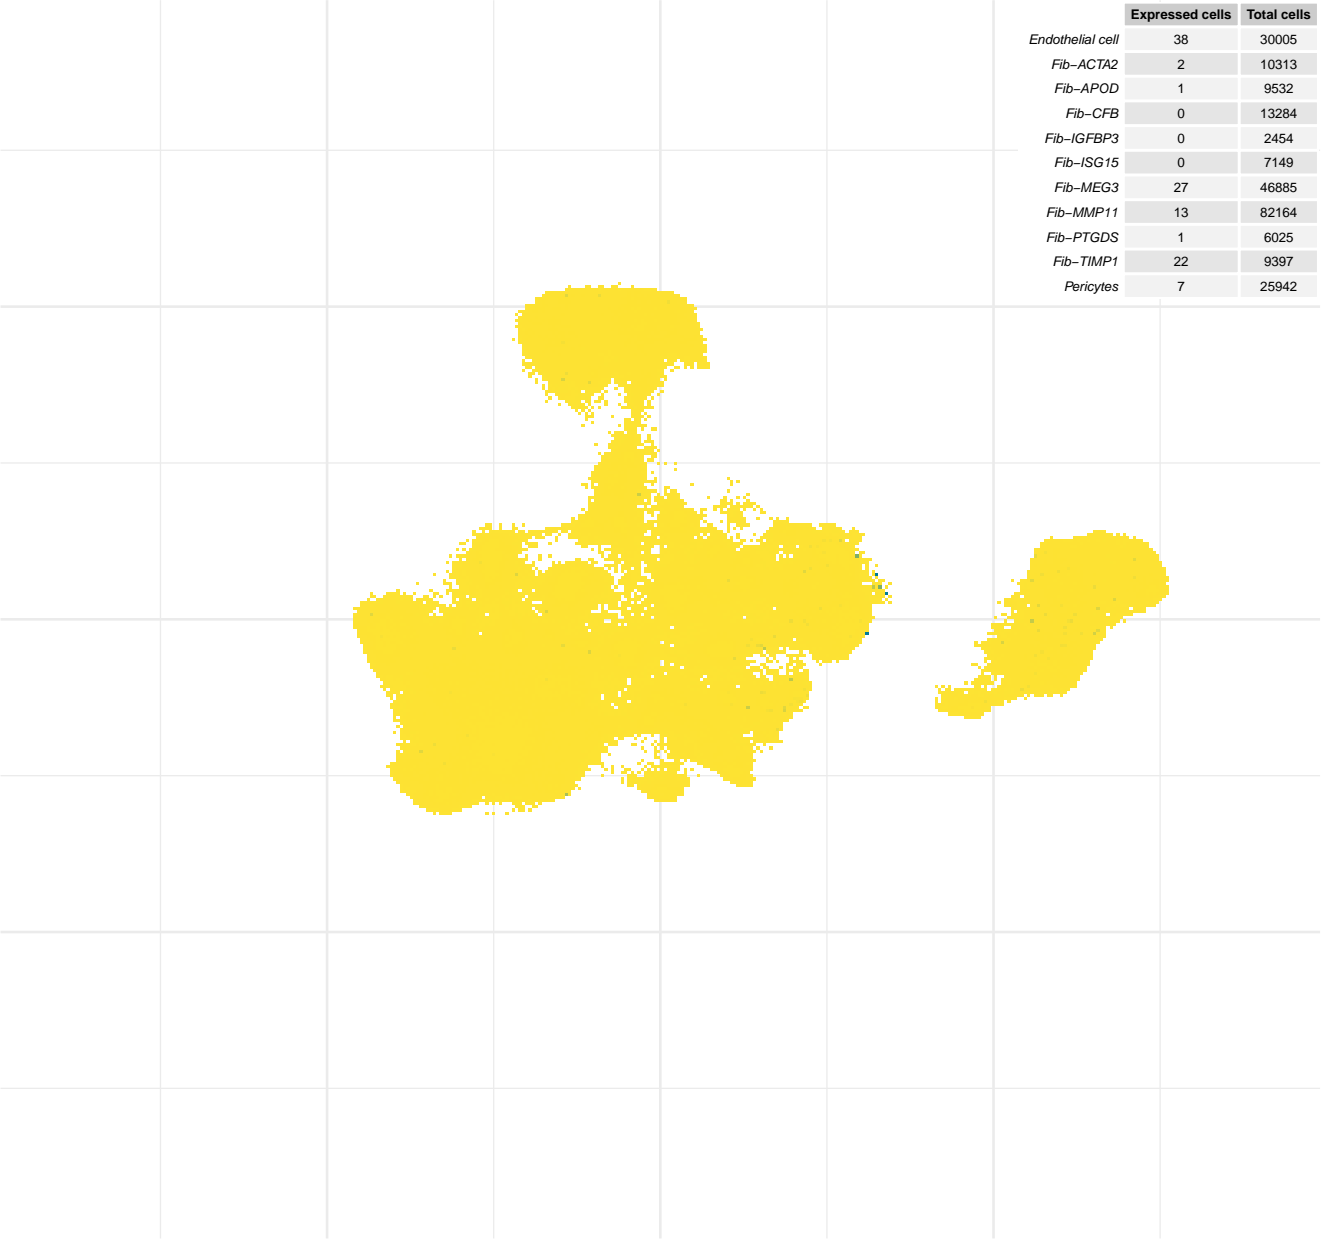 Expressed cells Total cells
Endothelial cell 38 30005
Fib−ACTA2 2 10313
Fib−APOD 1 9532
Fib−CFB 0 13284
Fib−IGFBP3 0 2454
Fib−ISG15 0 7149
Fib−MEG3 27 46885
Fib−MMP11 13 82164
Fib−PTGDS 1 6025
Fib−TIMP1 22 9397
Pericytes 7 25942